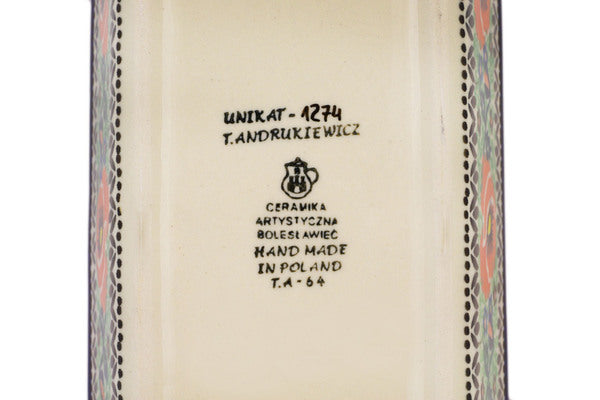 UNIKAT - 1274
T.ANDRUKIEWICZ
CERAMIKA
ARTYSTYCZNA
BOLESŁAWIEC
HAND MADE
IN POLAND
T.A - 64